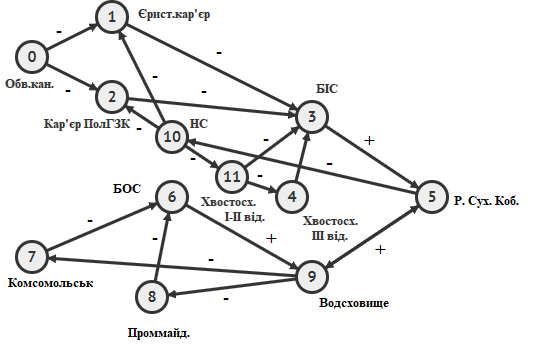 1 Єрист.кар'єр
-
0 - -
Обв.кан.
- 2 - - БІС
Кар'єр ПолГЗК - 10 НС 3 +
- 11 - - -
БОС 6 Хвостосх. 4 5 Р. Сух. Коб.
І-ІІ від. Хвостосх.
- + ІІІ від.
7 - - 9 +
Комсомольськ 8 - Водсховище
Проммайд.